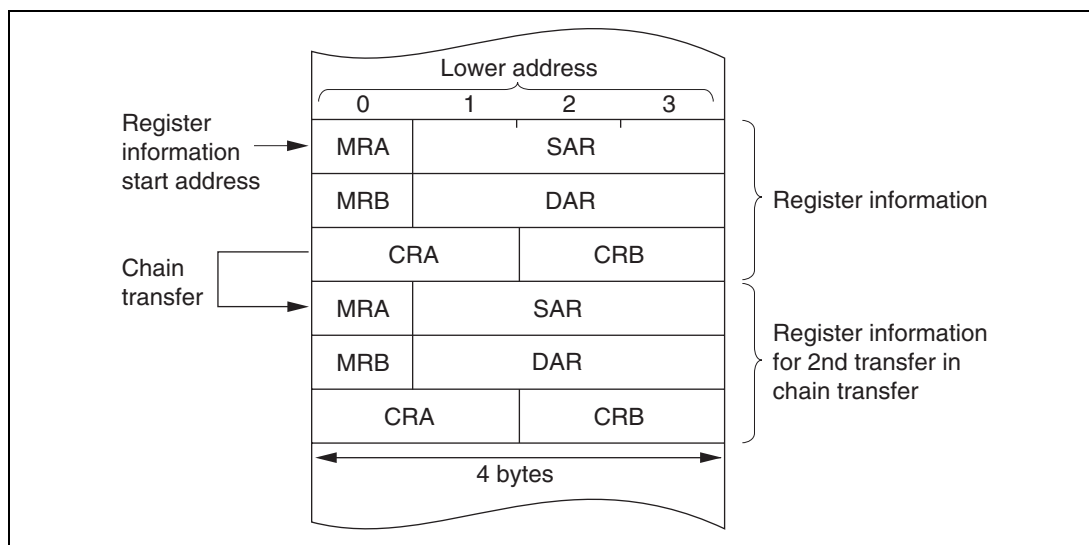 Lower address
0 1 2 3
Register
information
start address
MRA SAR
MRB DAR
Register information
CRA CRB
Chain
transfer
MRA SAR
MRB DAR
Register information
for 2nd transfer in
chain transfer
CRA CRB
4 bytes